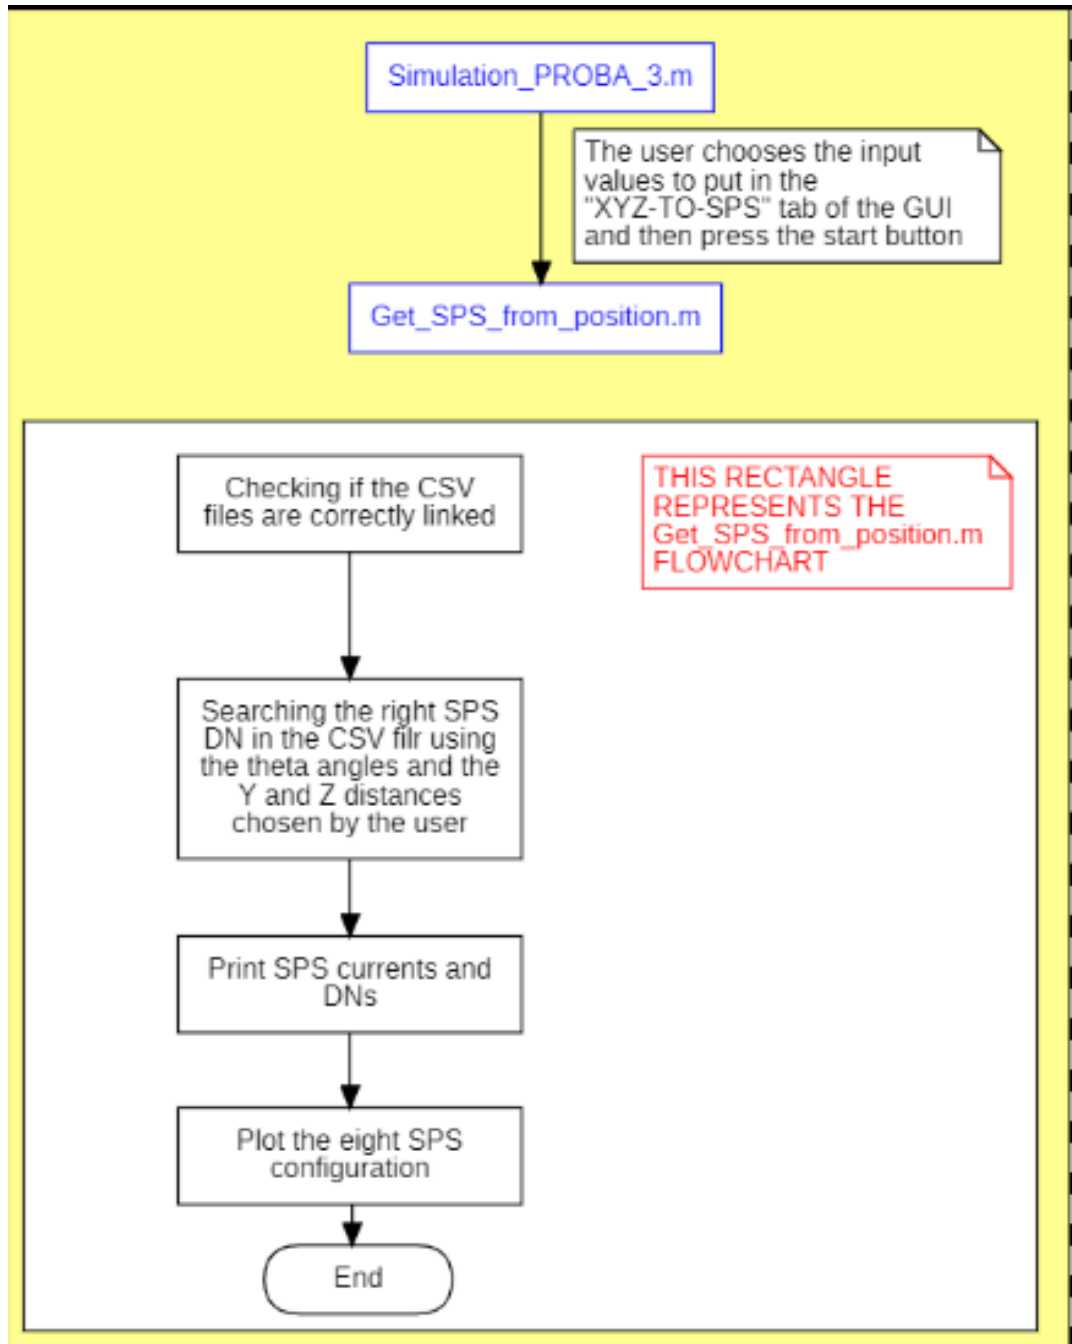 Simulation_PROBA_3.m
The user chooses the input
values to put in the
"XYZ-TO-SPS" tab of the GUI
and then press the start button
Get_SPS_from_position.m
Checking if the CSV
files are correctly linked
THIS RECTANGLE
REPRESENTS THE
Get_SPS_from_position.m
FLOWCHART
Searching the right SPS
DN in the CSV filr using
the theta angles and the
Y and Z distances
chosen by the user
Print SPS currents and
DNs
Plot the eight SPS
configuration
End